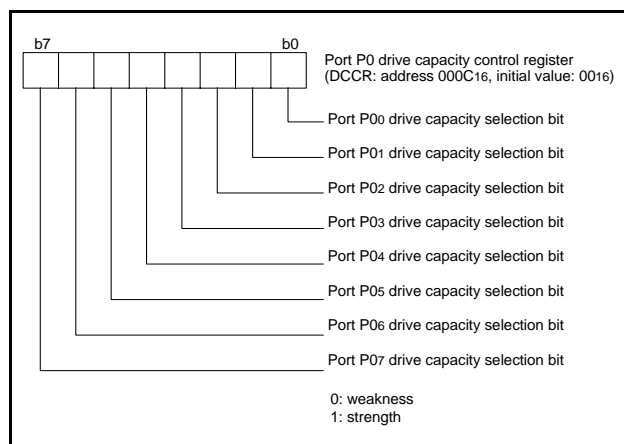 b7 b0
Port P0 drive capacity control register
(DCCR: address 000C16, initial value: 0016)
Port P00 drive capacity selection bit
Port P01 drive capacity selection bit
Port P02 drive capacity selection bit
Port P03 drive capacity selection bit
Port P04 drive capacity selection bit
Port P05 drive capacity selection bit
Port P06 drive capacity selection bit
Port P07 drive capacity selection bit
0: weakness
1: strength